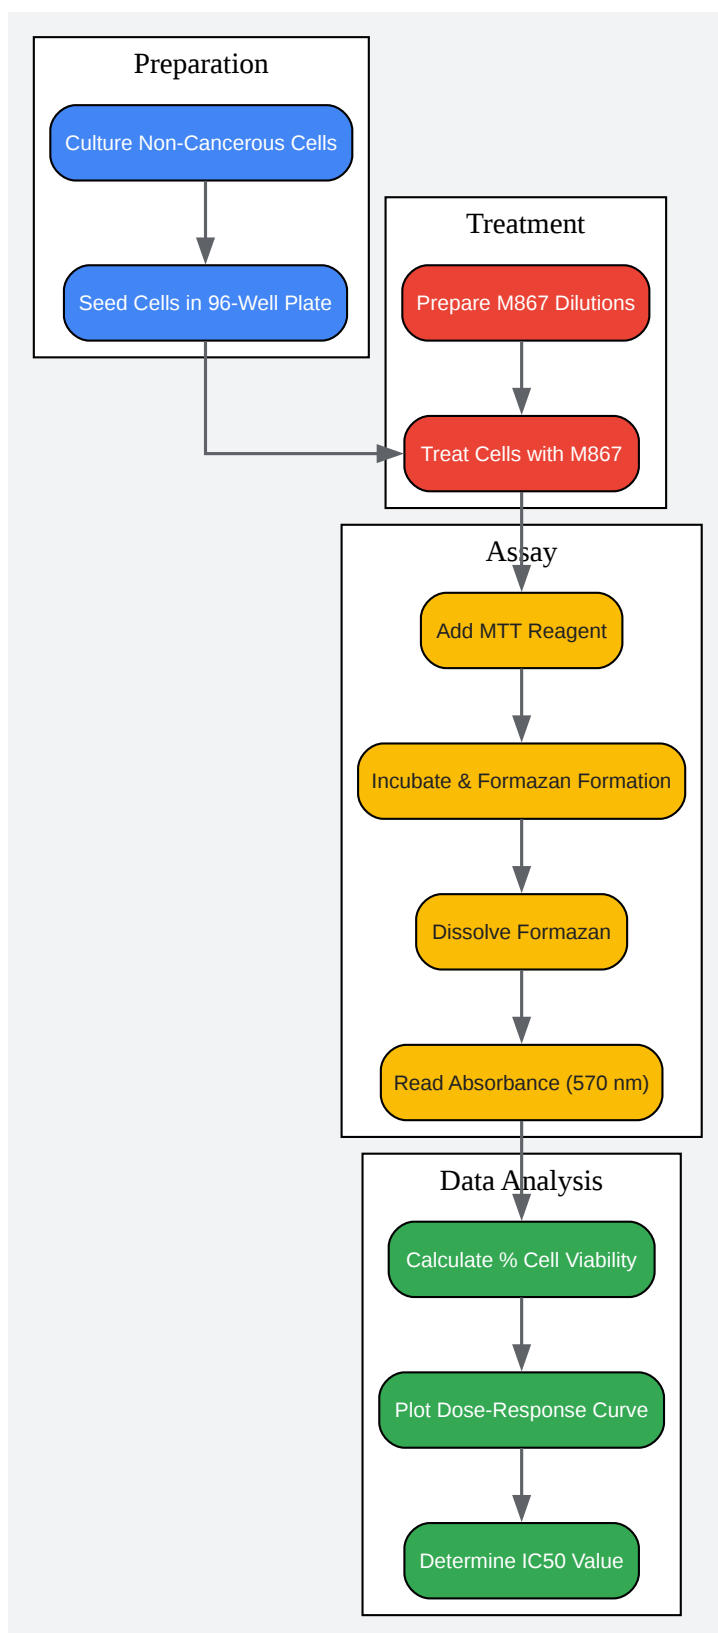 Preparation
Culture Non-Cancerous Cells
Seed Cells in 96-Well Plate
Treatment
Prepare M867 Dilutions
Treat Cells with M867
Assay
Add MTT Reagent
Incubate & Formazan Formation
Dissolve Formazan
Read Absorbance (570 nm)
Data Analysis
Calculate % Cell Viability
Plot Dose-Response Curve
Determine IC50 Value